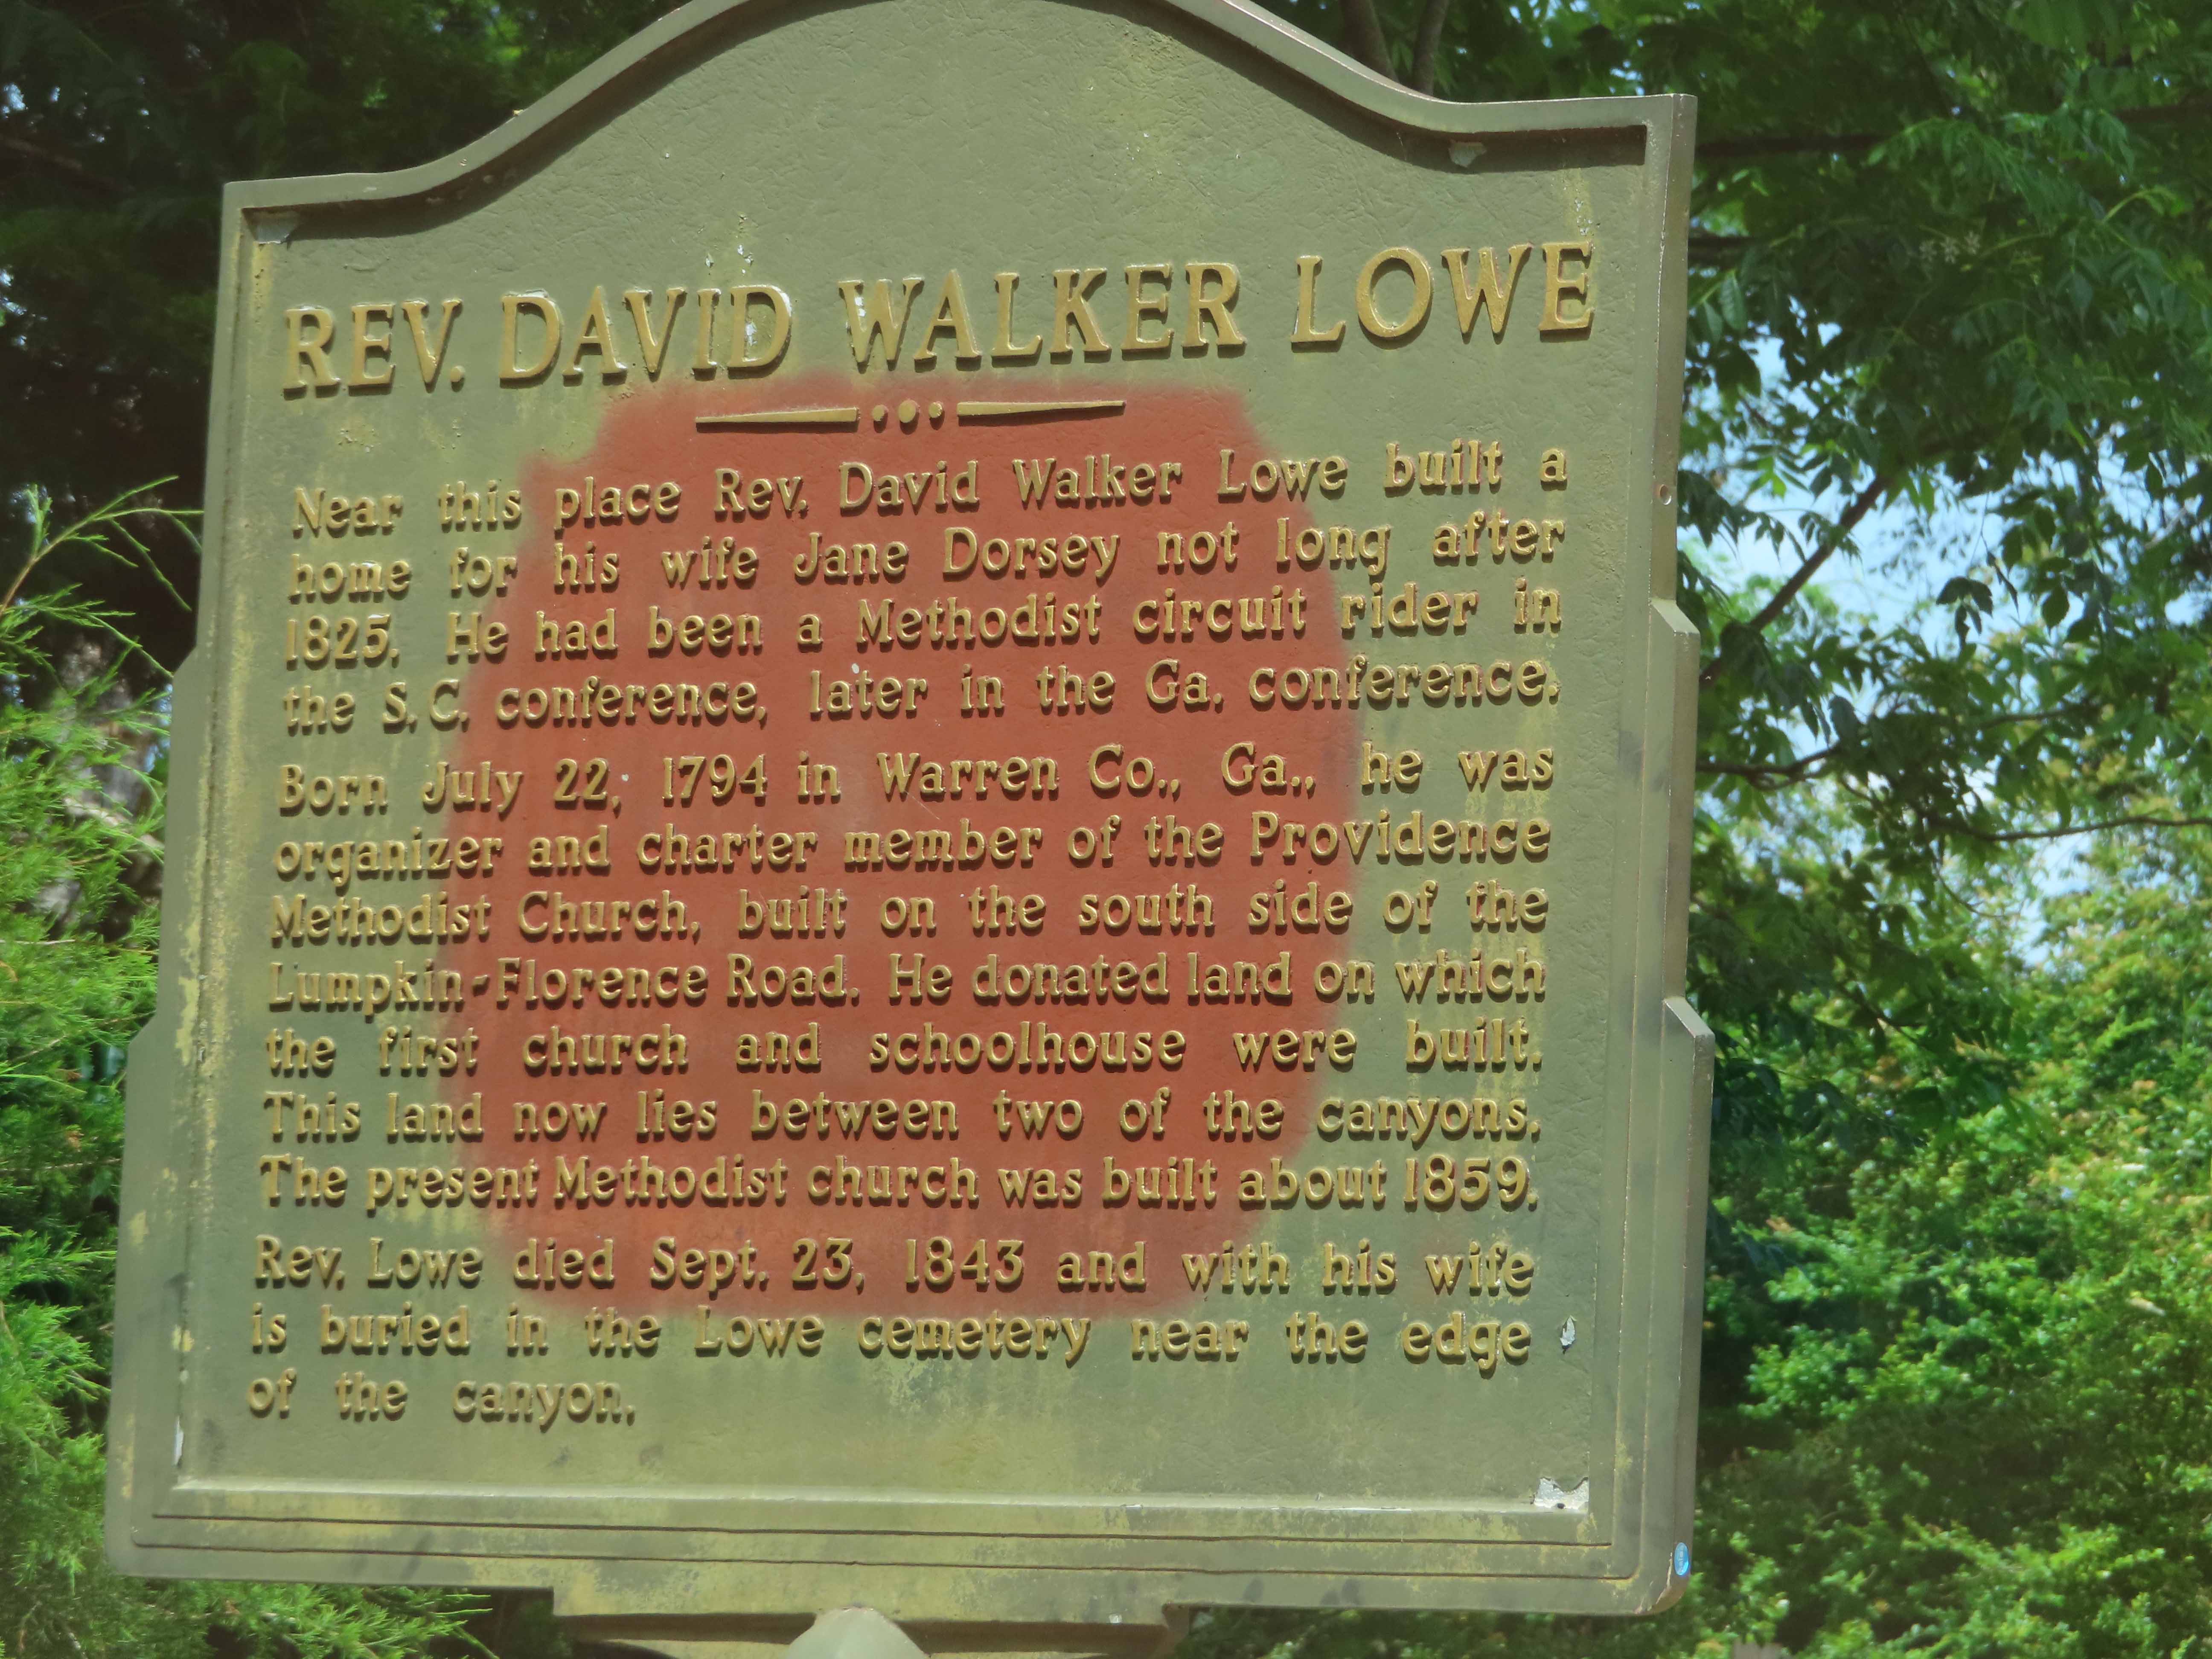 REV. DAVID WALKER LOWE
Near this place Rev. David Walker Lowe built a
home for his wife Jane Dorsey not long after
1825. He had been a Methodist circuit rider in
the S.C. conference, later in the Ga. conference.
Born July 22, 1794 in Warren Co., Ga., he was
organizer and charter member of the Providence
Methodist Church, built on the south side of the
Lumpkin-Florence Road. He donated land on which
the first church and schoolhouse were built.
This land now lies between two of the canyons.
The present Methodist church was built about 1859.
Rev. Lowe died Sept. 23, 1843 and with his wife
is buried in the Lowe cemetery near the edge
of the canyon.